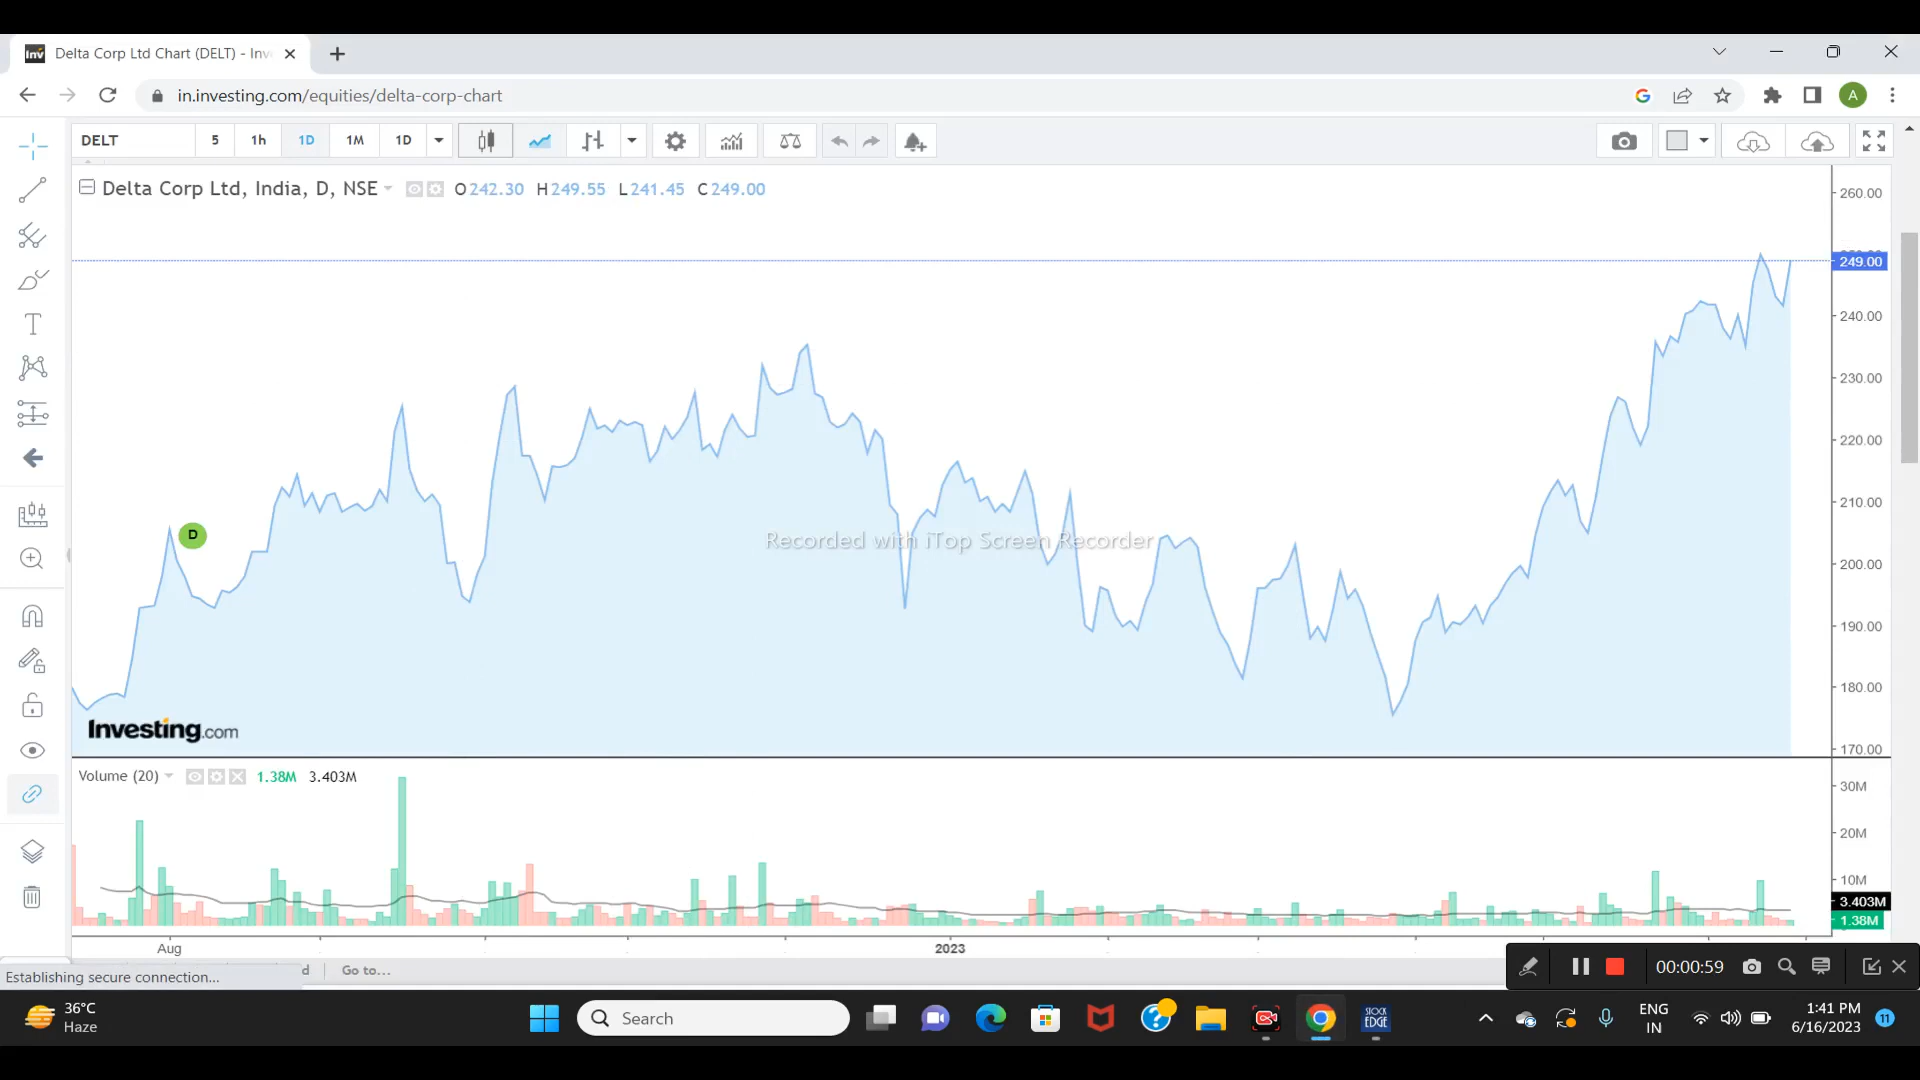 Delta Corp Ltd Chart (DELT) - Inv
in.investing.com/equities/delta-corp-chart
A
DELT 5 1h 1D 1M 1D
Delta Corp Ltd, India, D, NSE O242.30 H249.55 L241.45 C249.00
260.00
249.00
240.00
230.00
220.00
210.00
200.00
190.00
180.00
170.00
D
Recorded with iTop Screen Recorder
Investing.com
Volume (20) 1.38M 3.403M
30M
20M
10M
3.403M
1.38M
Aug 2023
Establishing secure connection...
Go to...
00:00:59
36°C
Haze
Search
STOCK
EDGE
ENG
IN
1:41 PM
6/16/2023
11